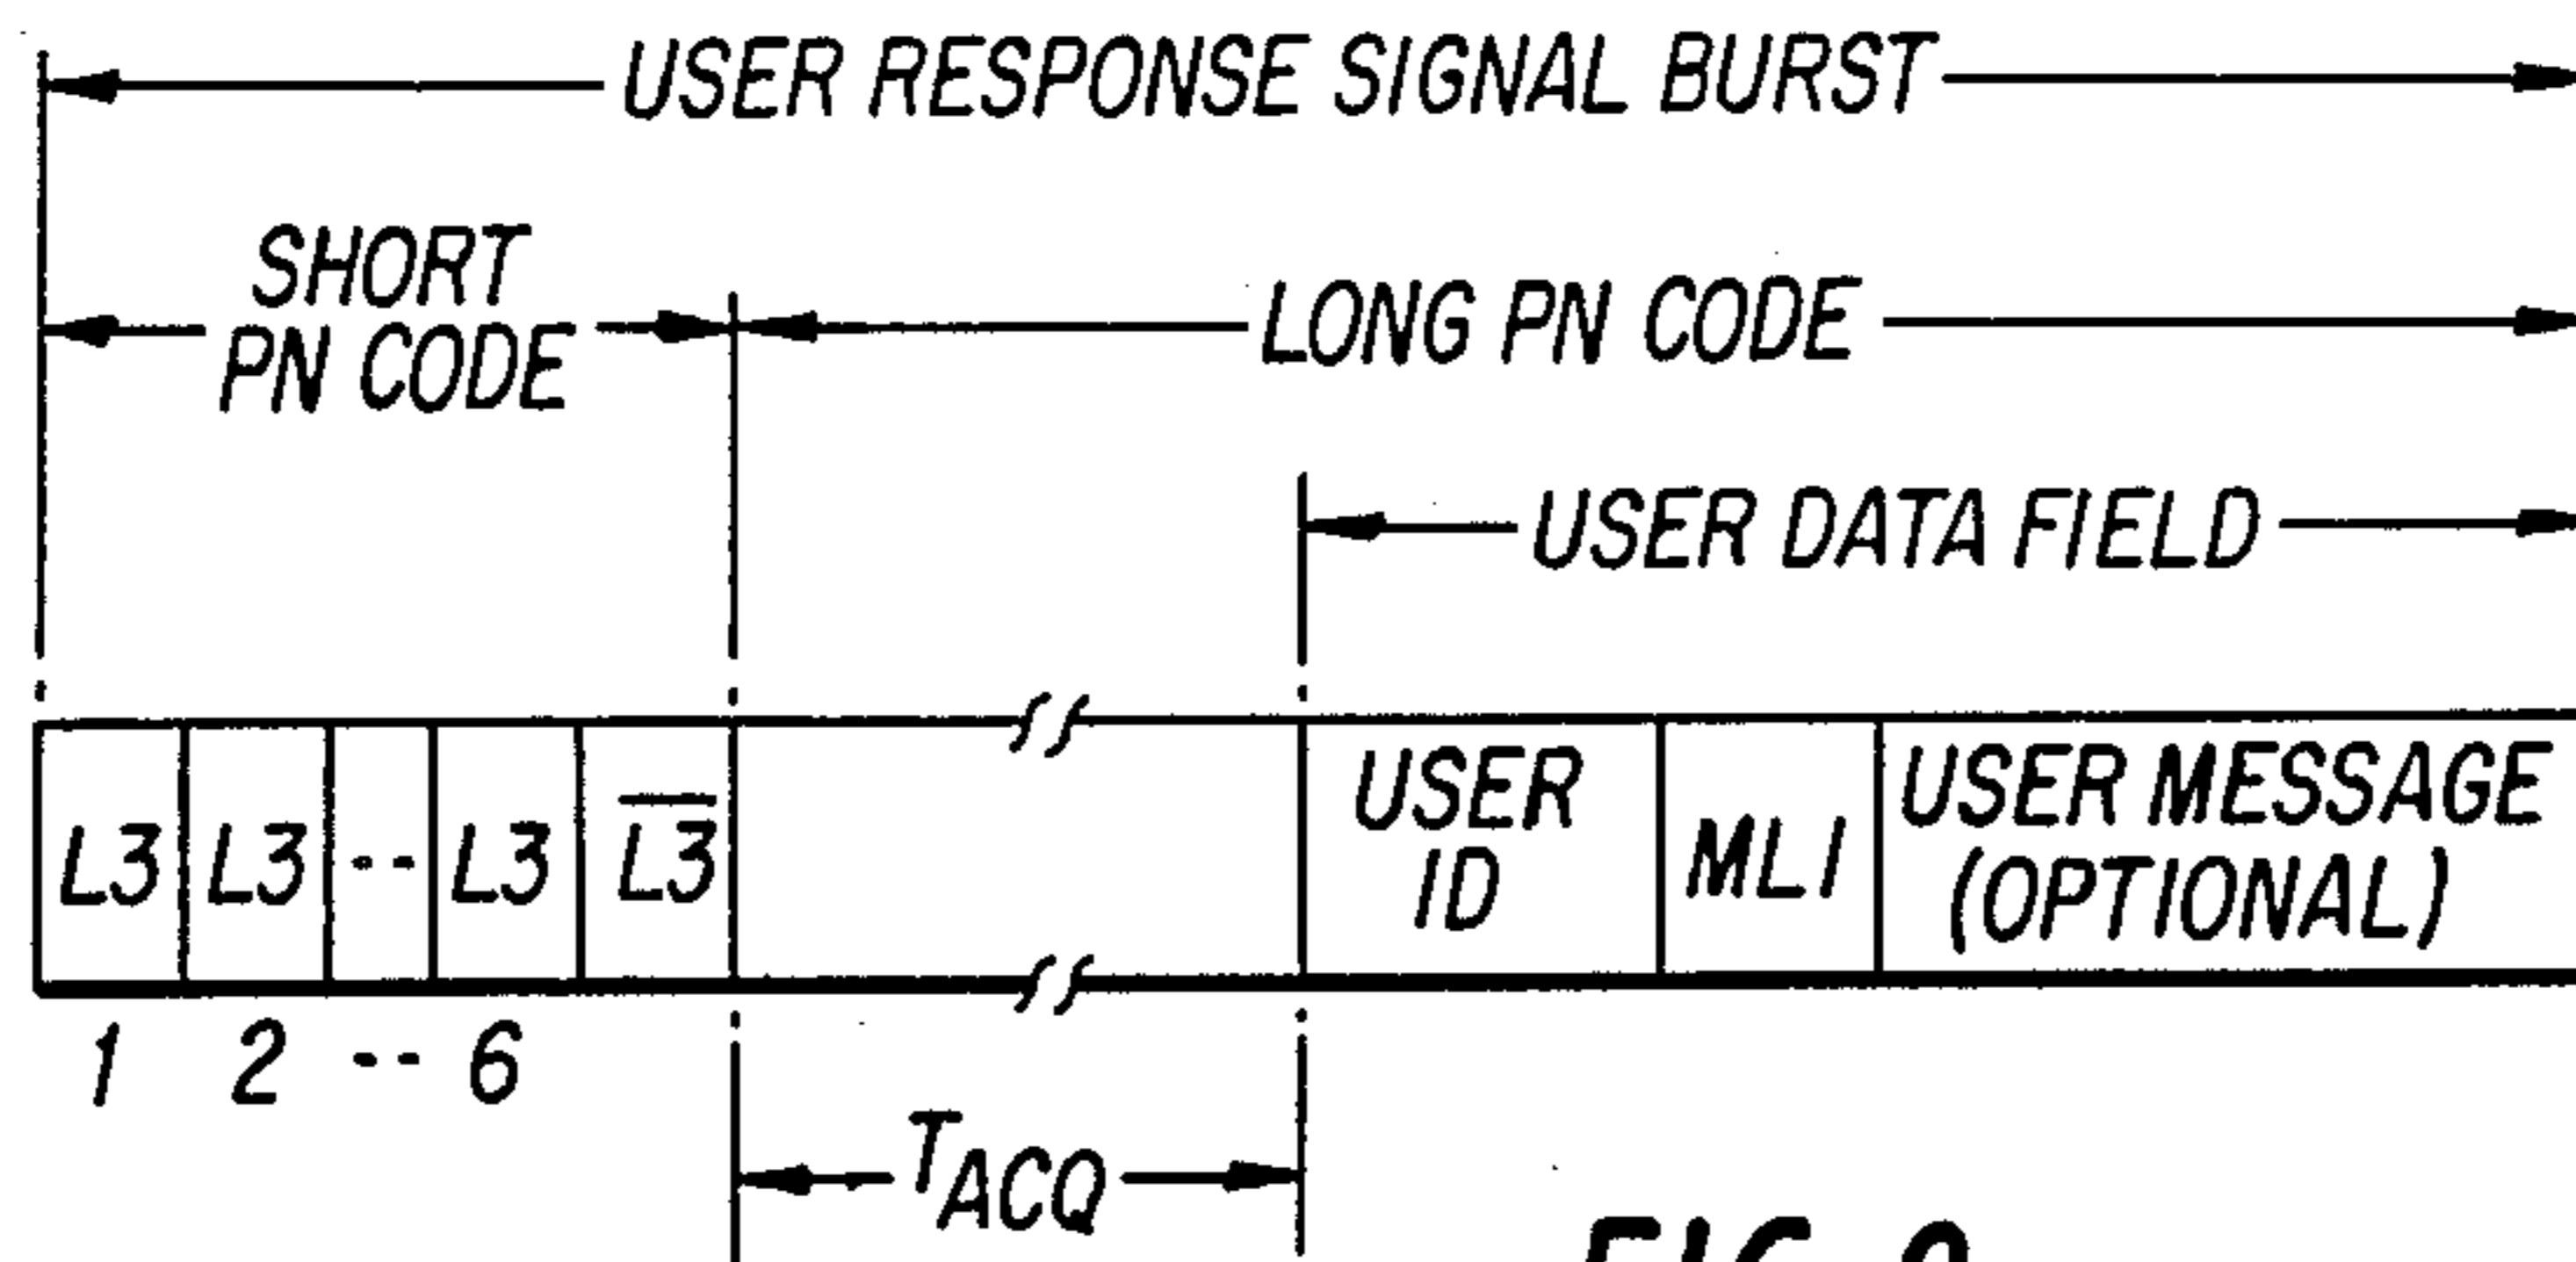 USER RESPONSE SIGNAL BURST
SHORT
PN CODE
LONG PN CODE
USER DATA FIELD
L3 L3 -- L3 L̅3̅
USER
ID
MLI
USER MESSAGE
(OPTIONAL)
1 2 -- 6
TACQ